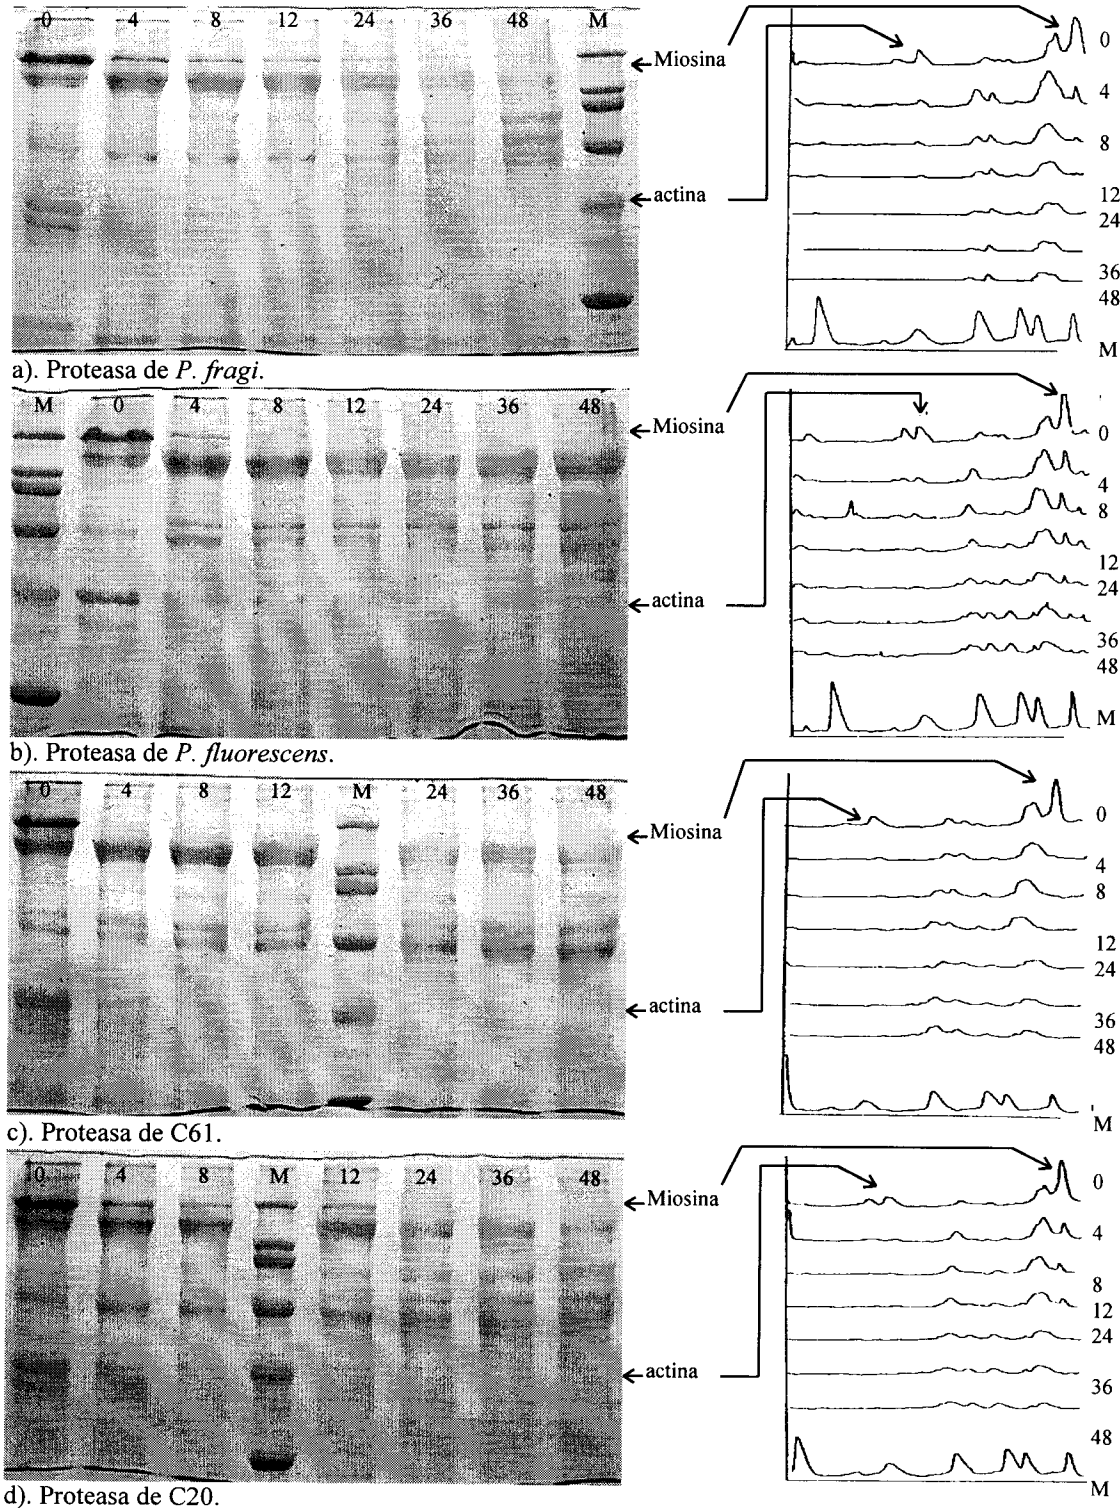 0 4 8 12 24 36 48 M
Miosina
actina
0
4
8
12
24
36
48
M
a). Proteasa de P. fragi.
M 0 4 8 12 24 36 48
Miosina
actina
0
4
8
12
24
36
48
M
b). Proteasa de P. fluorescens.
0 4 8 12 M 24 36 48
Miosina
actina
0
4
8
12
24
36
48
M
c). Proteasa de C61.
0 4 8 M 12 24 36 48
Miosina
actina
0
4
8
12
24
36
48
M
d). Proteasa de C20.